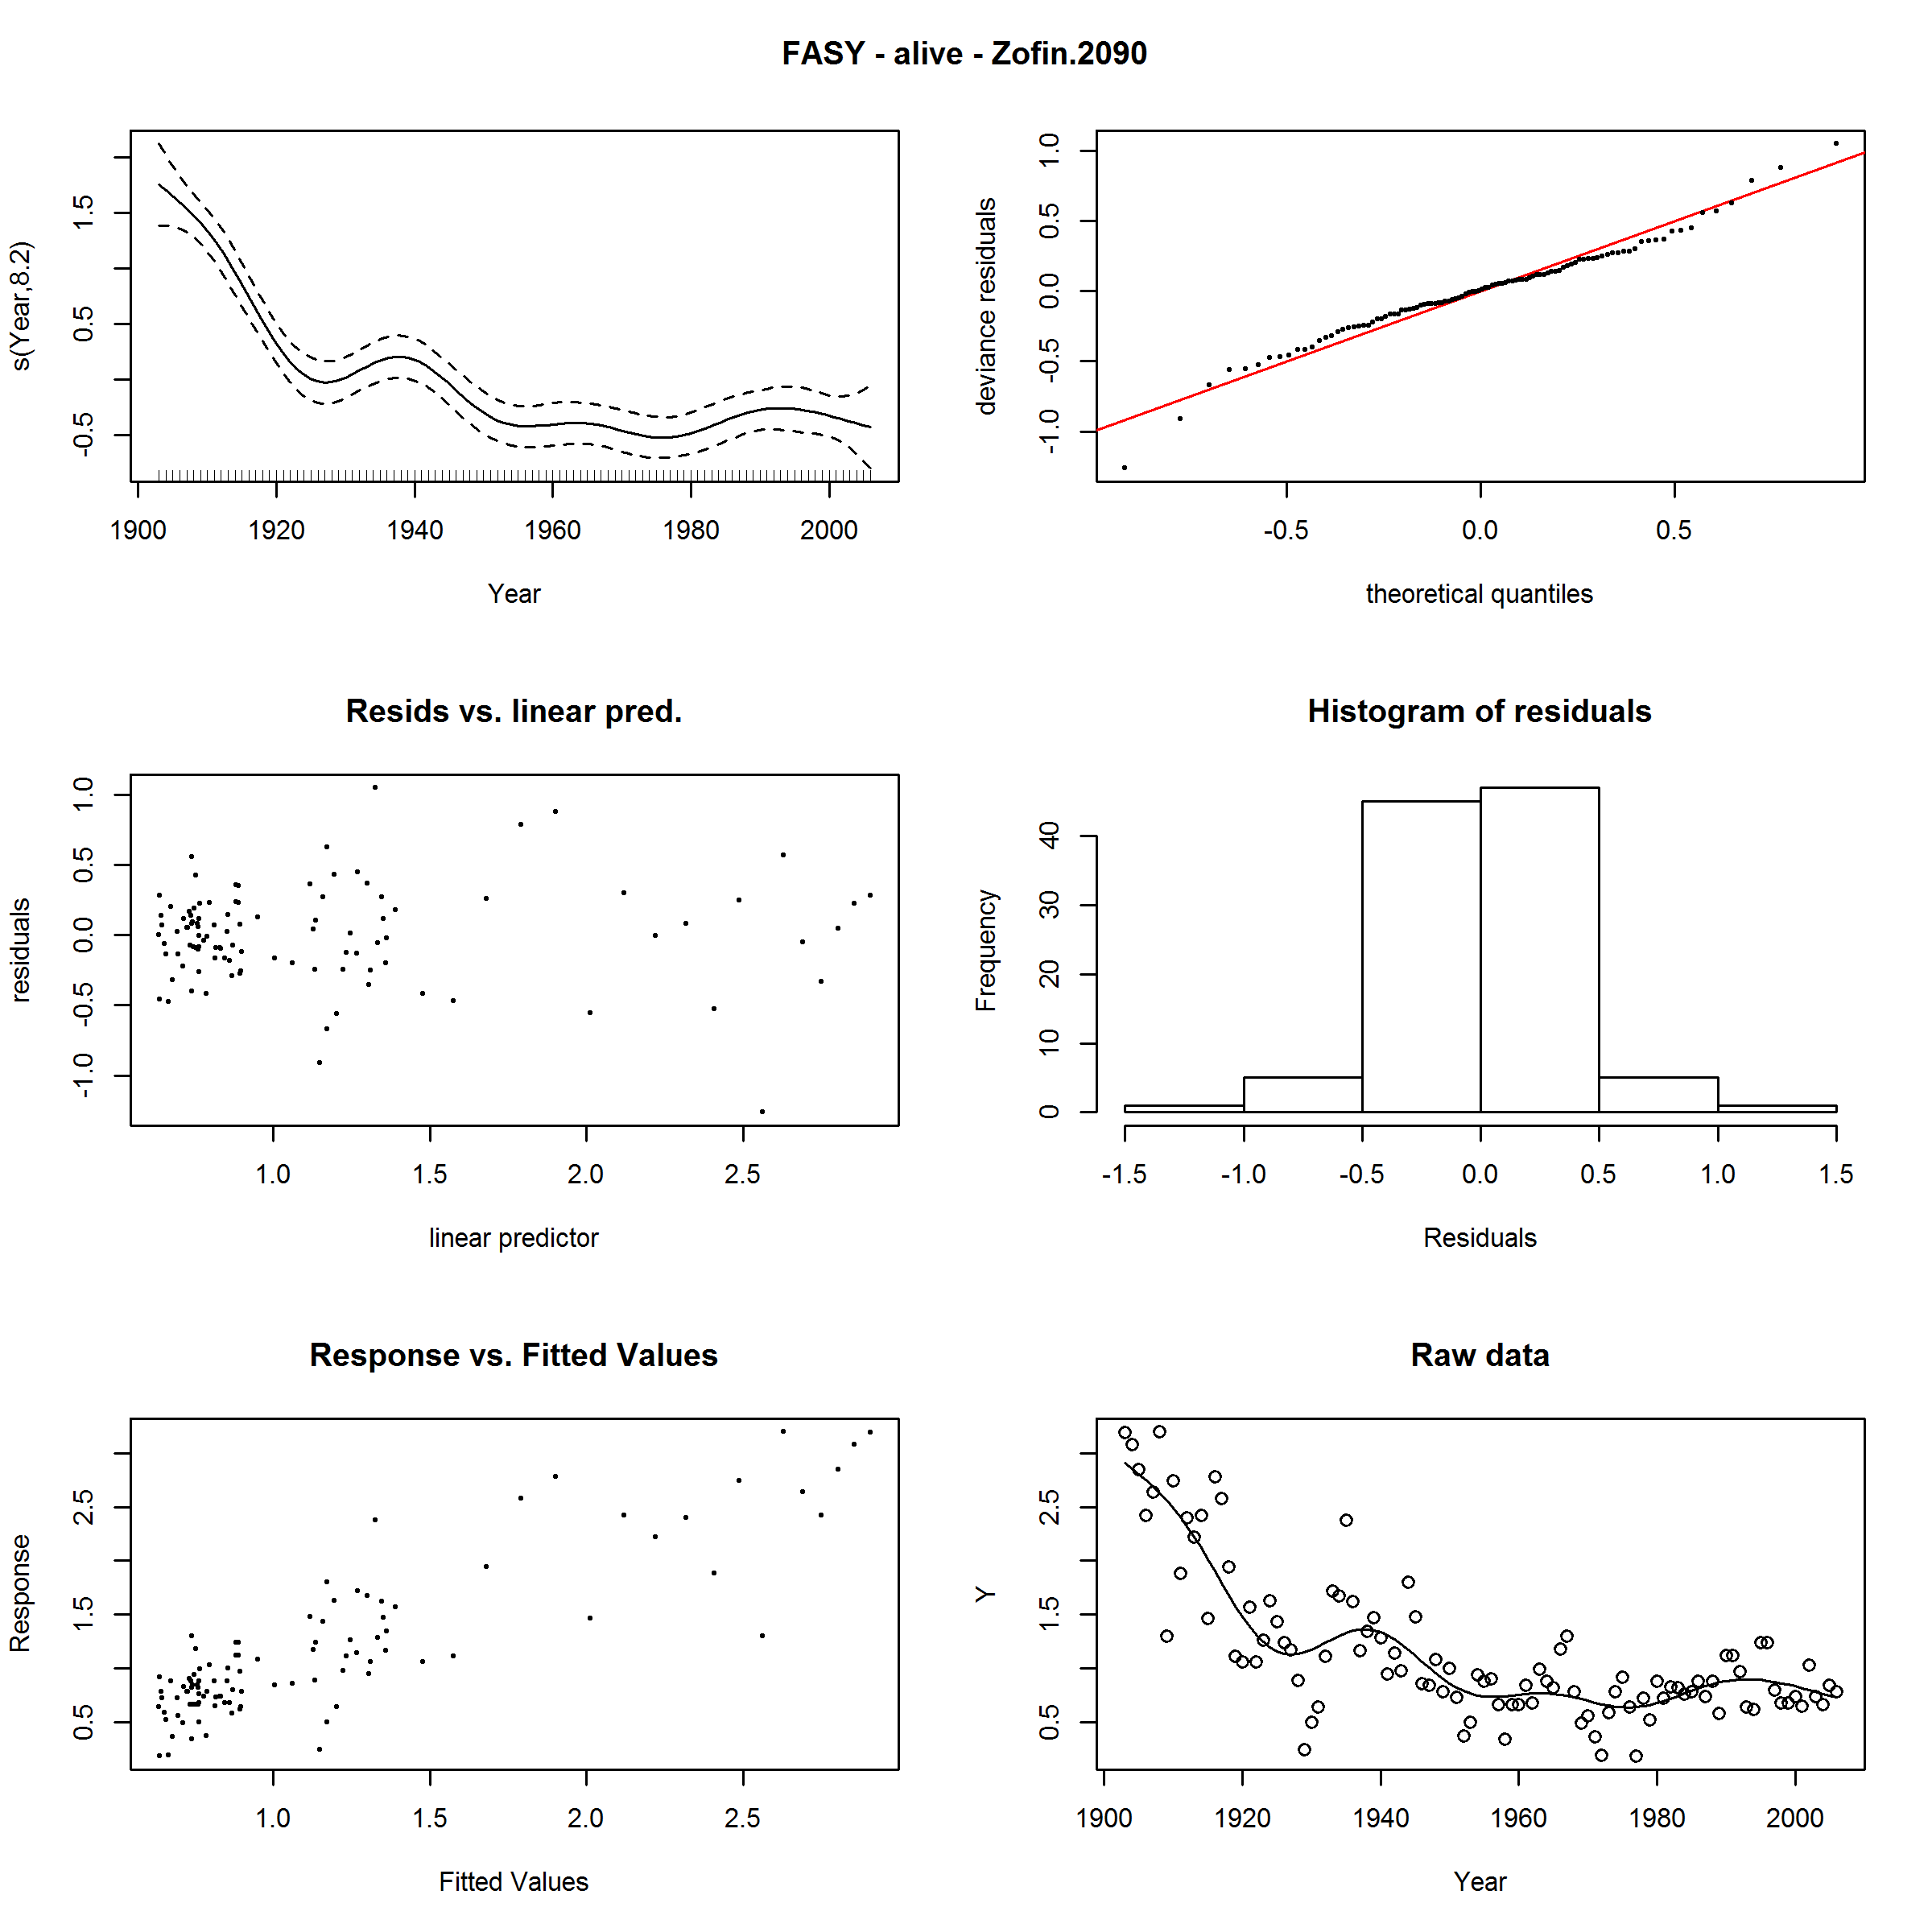 FASY - alive - Zofin.2090
s(Year,8.2)
-0.5 0.5 1.5
1900 1920 1940 1960 1980 2000
Year
deviance residuals
-1.0 -0.5 0.0 0.5 1.0
-0.5 0.0 0.5
theoretical quantiles
Resids vs. linear pred.
residuals
-1.0 -0.5 0.0 0.5 1.0
1.0 1.5 2.0 2.5
linear predictor
Histogram of residuals
Frequency
0 10 20 30 40
-1.5 -1.0 -0.5 0.0 0.5 1.0 1.5
Residuals
Response vs. Fitted Values
Response
0.5 1.5 2.5
1.0 1.5 2.0 2.5
Fitted Values
Raw data
Y
0.5 1.5 2.5
1900 1920 1940 1960 1980 2000
Year